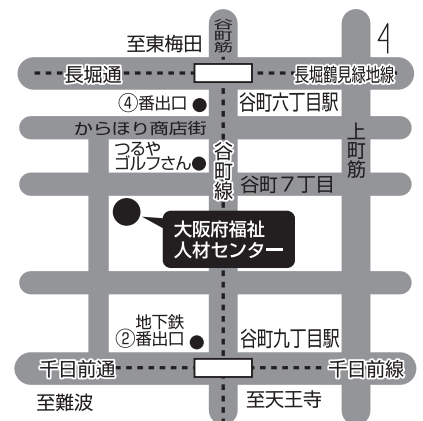 谷町筋
至東梅田
長堀通
長堀鶴見緑地線
④番出口
谷町六丁目駅
からほり商店街
上町筋
つるや
ゴルフさん
谷町線
谷町7丁目
大阪府福祉
人材センター
地下鉄
②番出口
谷町九丁目駅
千日前通
千日前線
至難波
至天王寺